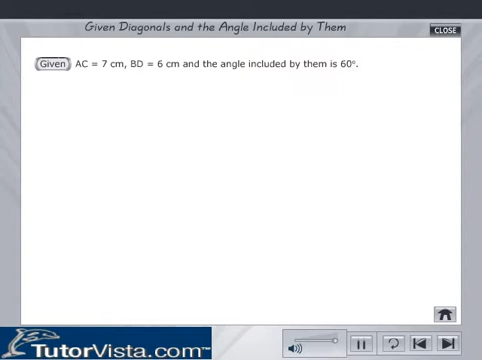 Given Diagonals and the Angle Included by Them
CLOSE
Given AC = 7 cm, BD = 6 cm and the angle included by them is 60°.
TutorVista.com